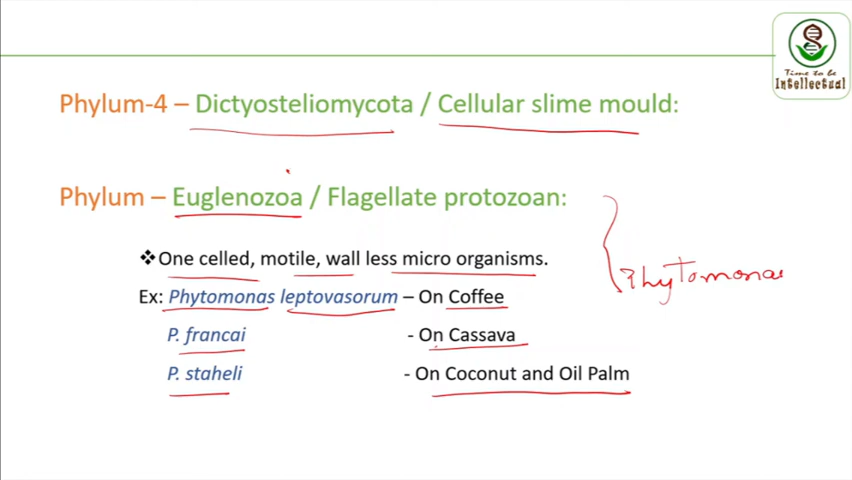 Time to be
Intellectual
Phylum-4 – Dictyosteliomycota / Cellular slime mould:
Phylum – Euglenozoa / Flagellate protozoan:
❖One celled, motile, wall less micro organisms.
Ex: Phytomonas leptovasorum – On Coffee
P. francai - On Cassava
P. staheli - On Coconut and Oil Palm
Phytomonas